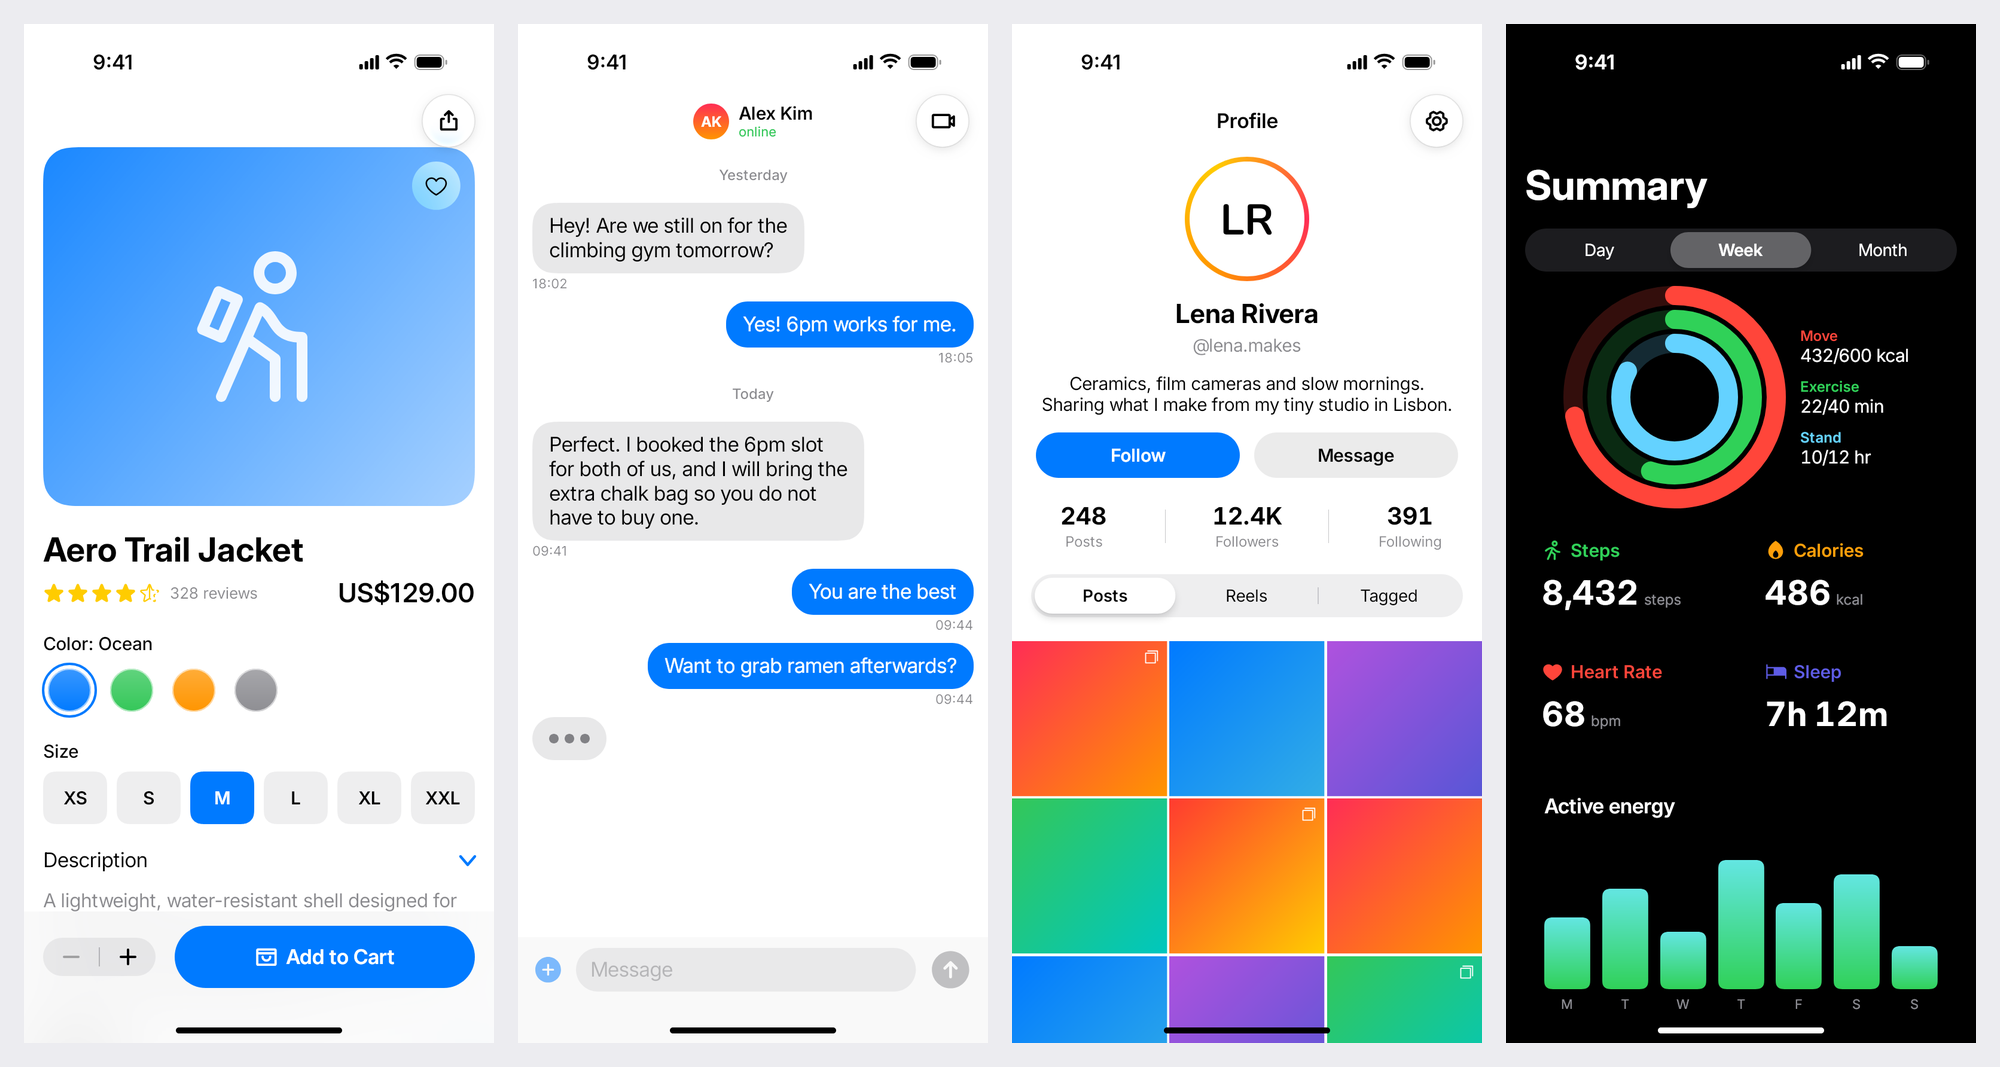 9:41
Aero Trail Jacket
328 reviews
US$129.00
Color: Ocean
Size
XS
S
M
L
XL
XXL
Description
A lightweight, water-resistant shell designed for
Add to Cart
9:41
AK
Alex Kim
online
Yesterday
Hey! Are we still on for the
climbing gym tomorrow?
18:02
Yes! 6pm works for me.
18:05
Today
Perfect. I booked the 6pm slot
for both of us, and I will bring the
extra chalk bag so you do not
have to buy one.
09:41
You are the best
09:44
Want to grab ramen afterwards?
09:44
Message
9:41
Profile
LR
Lena Rivera
@lena.makes
Ceramics, film cameras and slow mornings.
Sharing what I make from my tiny studio in Lisbon.
Follow
Message
248
Posts
12.4K
Followers
391
Following
Posts
Reels
Tagged
9:41
Summary
Day
Week
Month
Move
432/600 kcal
Exercise
22/40 min
Stand
10/12 hr
Steps
8,432 steps
Calories
486 kcal
Heart Rate
68 bpm
Sleep
7h 12m
Active energy
M
T
W
T
F
S
S